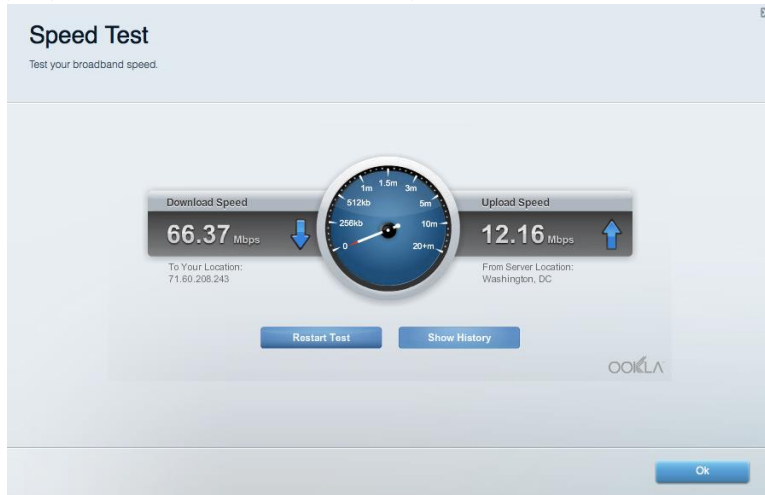 Speed Test
Test your broadband speed.
Download Speed
66.37 Mbps
To Your Location:
71.60.208.243
0
256kb
512kb
1m
1.5m
3m
5m
10m
20+m
Upload Speed
12.16 Mbps
From Server Location:
Washington, DC
Restart Test
Show History
OOKLA
Ok